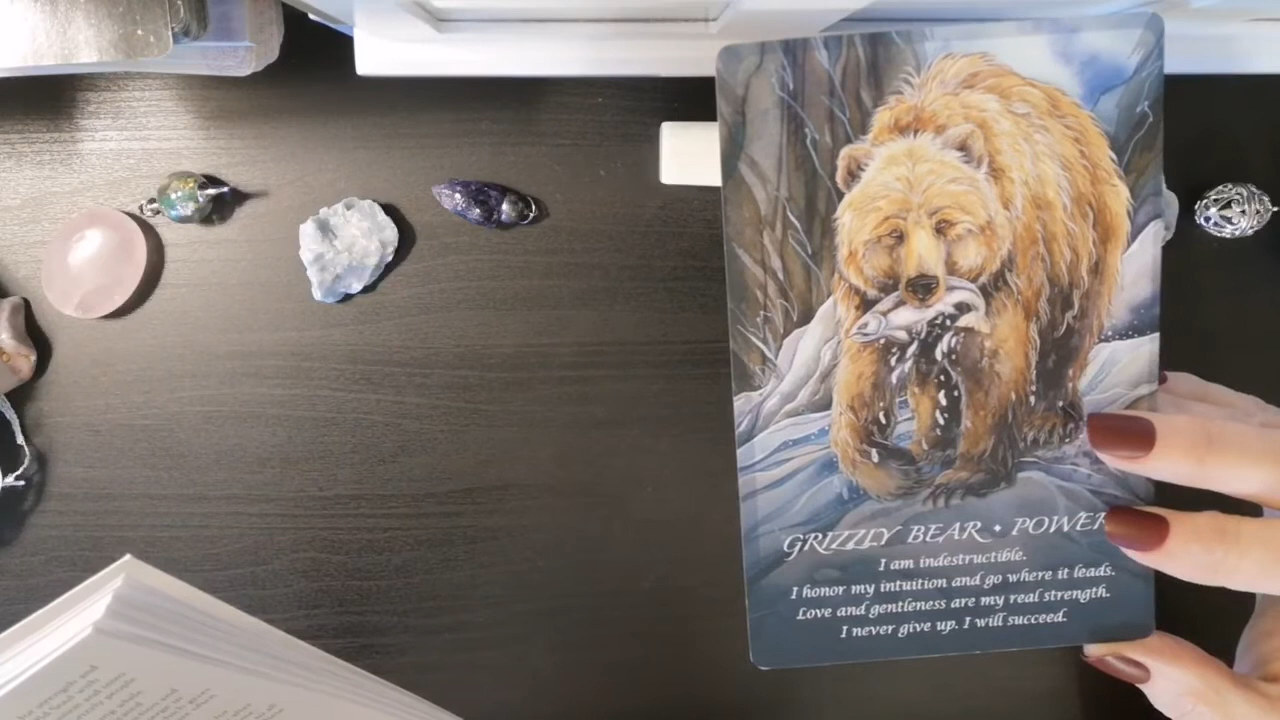 GRIZZLY BEAR • POWER
I am indestructible.
I honor my intuition and go where it leads.
Love and gentleness are my real strength.
I never give up. I will succeed.